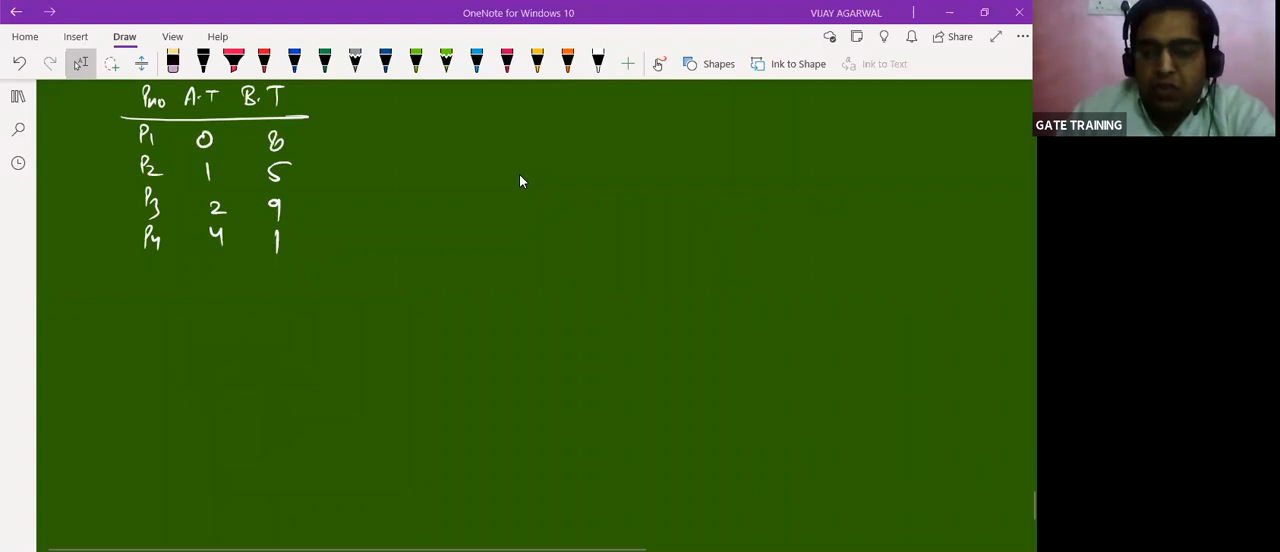 OneNote for Windows 10
VIJAY AGARWAL
Home Insert Draw View Help
Share
Shapes
Ink to Shape
Ink to Text
GATE TRAINING
Pno A.T B.T
P1 0 8
P2 1 5
P3 2 9
P4 4 1